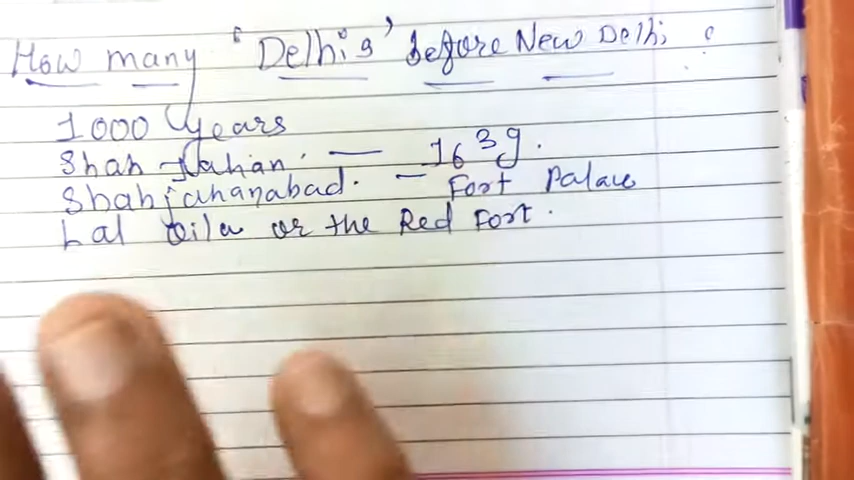 How many 'Delhis' before New Delhi ?
1000 years
Shah Jahan. — 1639.
Shahjahanabad. — Fort Palace
Lal Qila or the Red Fort.